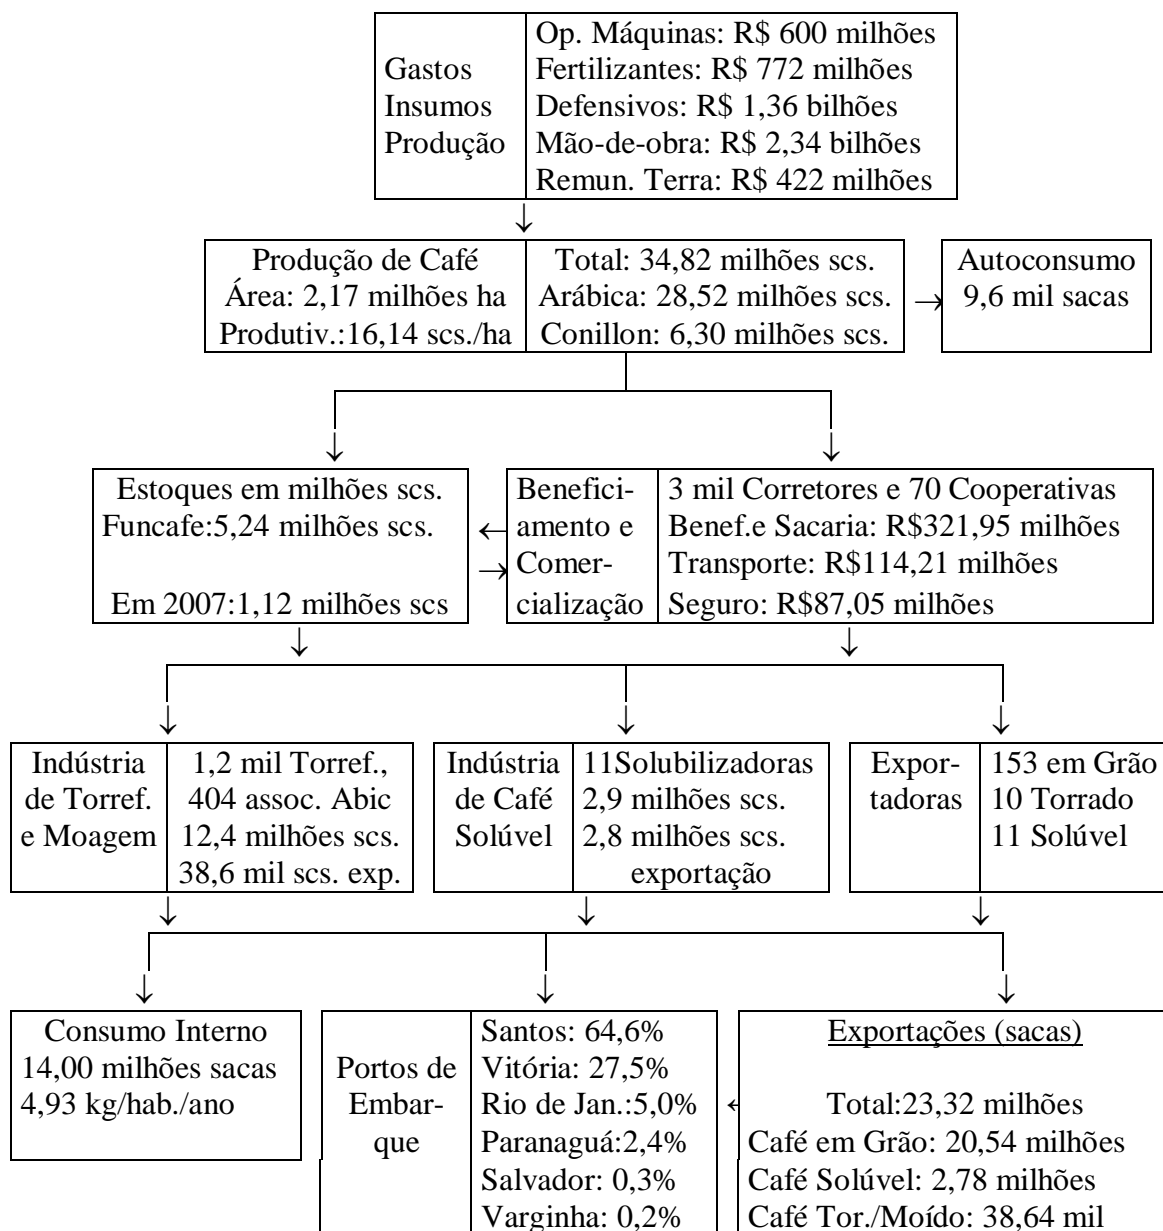 Gastos
Insumos
Produção
Op. Máquinas: R$ 600 milhões
Fertilizantes: R$ 772 milhões
Defensivos: R$ 1,36 bilhões
Mão-de-obra: R$ 2,34 bilhões
Remun. Terra: R$ 422 milhões
Produção de Café
Área: 2,17 milhões ha
Produtiv.:16,14 scs./ha
Total: 34,82 milhões scs.
Arábica: 28,52 milhões scs.
Conillon: 6,30 milhões scs.
Autoconsumo
9,6 mil sacas
Estoques em milhões scs.
Funcafe:5,24 milhões scs.
Em 2007:1,12 milhões scs
Benefici-
amento e
Comer-
cialização
3 mil Corretores e 70 Cooperativas
Benef.e Sacaria: R$321,95 milhões
Transporte: R$114,21 milhões
Seguro: R$87,05 milhões
Indústria
de Torref.
e Moagem
1,2 mil Torref.,
404 assoc. Abic
12,4 milhões scs.
38,6 mil scs. exp.
Indústria
de Café
Solúvel
11Solubilizadoras
2,9 milhões scs.
2,8 milhões scs.
exportação
Expor-
tadoras
153 em Grão
10 Torrado
11 Solúvel
Consumo Interno
14,00 milhões sacas
4,93 kg/hab./ano
Portos de
Embar-
que
Santos: 64,6%
Vitória: 27,5%
Rio de Jan.:5,0%
Paranaguá:2,4%
Salvador: 0,3%
Varginha: 0,2%
Exportações (sacas)
Total:23,32 milhões
Café em Grão: 20,54 milhões
Café Solúvel: 2,78 milhões
Café Tor./Moído: 38,64 mil